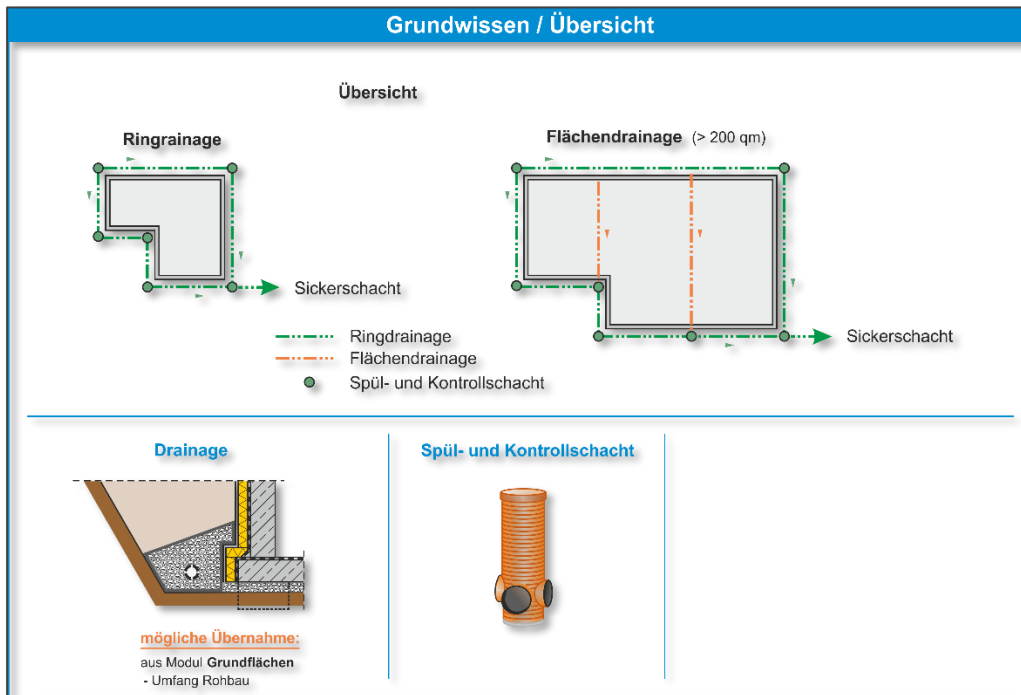 Grundwissen / Übersicht
Übersicht
Ringrainage
Flächendrainage (> 200 qm)
Sickerschacht
Sickerschacht
Ringdrainage
Flächendrainage
Spül- und Kontrollschacht
Drainage
Spül- und Kontrollschacht
mögliche Übernahme:
aus Modul Grundflächen
- Umfang Rohbau